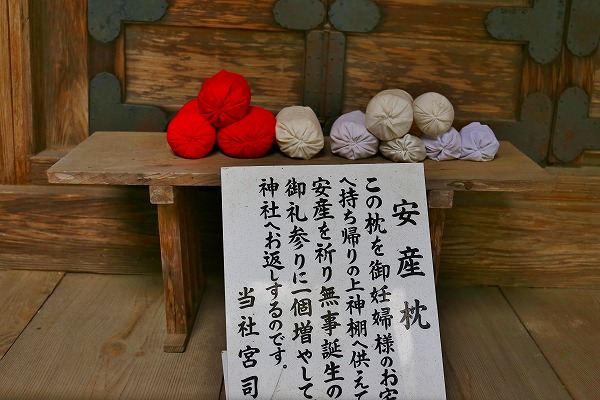 安産枕
この枕を御妊婦様のお宅
へ持ち帰りの上神棚へ供えて
安産を祈り無事誕生の
御礼参りに一個増やして
神社へお返しするのです。
当社宮司